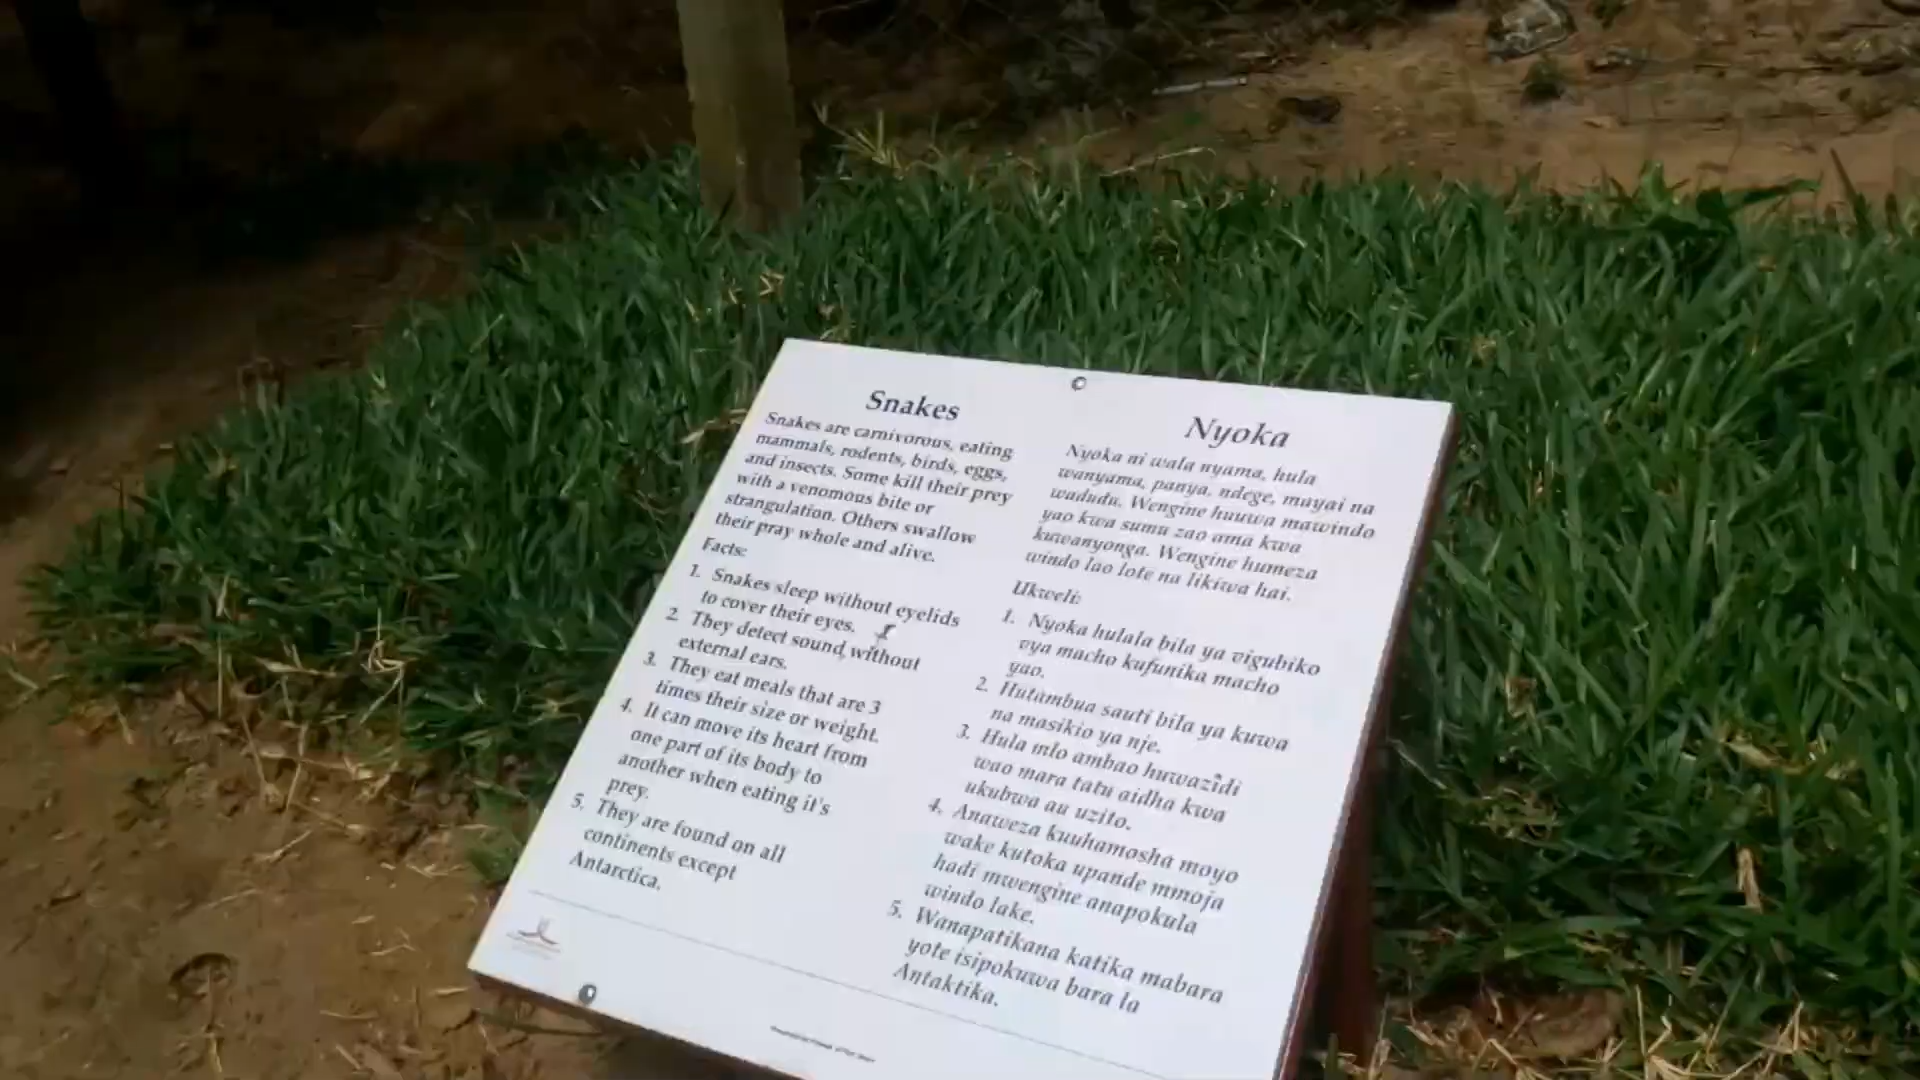 Snakes
Snakes are carnivorous, eating
mammals, rodents, birds, eggs,
and insects. Some kill their prey
with a venomous bite or
strangulation. Others swallow
their pray whole and alive.
Facts:
1. Snakes sleep without eyelids
to cover their eyes.
2. They detect sound without
external ears.
3. They eat meals that are 3
times their size or weight.
4. It can move its heart from
one part of its body to
another when eating it's
prey.
5. They are found on all
continents except
Antarctica.
Nyoka
Nyoka ni wala nyama, hula
wanyama, panya, ndege, mayai na
wadudu. Wengine huuwa mawindo
yao kwa sumu zao ama kwa
kuwanyonga. Wengine humeza
windo lao lote na likiwa hai.
Ukweli:
1. Nyoka hulala bila ya vigubiko
vya macho kufunika macho
yao.
2. Hutambua sauti bila ya kuwa
na masikio ya nje.
3. Hula mlo ambao huwazidi
wao mara tatu aidha kwa
ukubwa au uzito.
4. Anaweza kuuhamosha moyo
wake kutoka upande mmoja
hadi mwengine anapokula
windo lake.
5. Wanapatikana katika mabara
yote isipokuwa bara la
Antaktika.